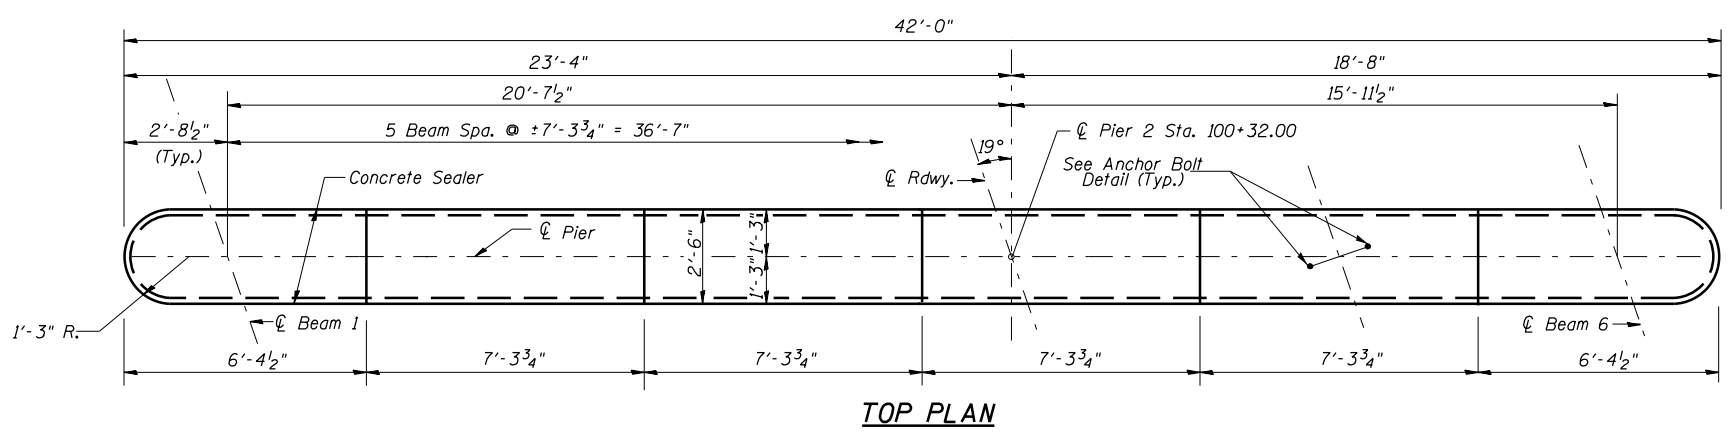 42'-0"
23'-4"
18'-8"
20'-7½"
15'-11½"
2'-8½"
(Typ.)
5 Beam Spa. @ ±7'-3¾" = 36'-7"
19°
℄ Pier 2 Sta. 100+32.00
See Anchor Bolt
Detail (Typ.)
℄ Rdwy.
Concrete Sealer
℄ Pier
2'-6"
1'-3"
1'-3"
1'-3" R.
℄ Beam 1
℄ Beam 6
6'-4½"
7'-3¾"
7'-3¾"
7'-3¾"
7'-3¾"
6'-4½"
TOP PLAN